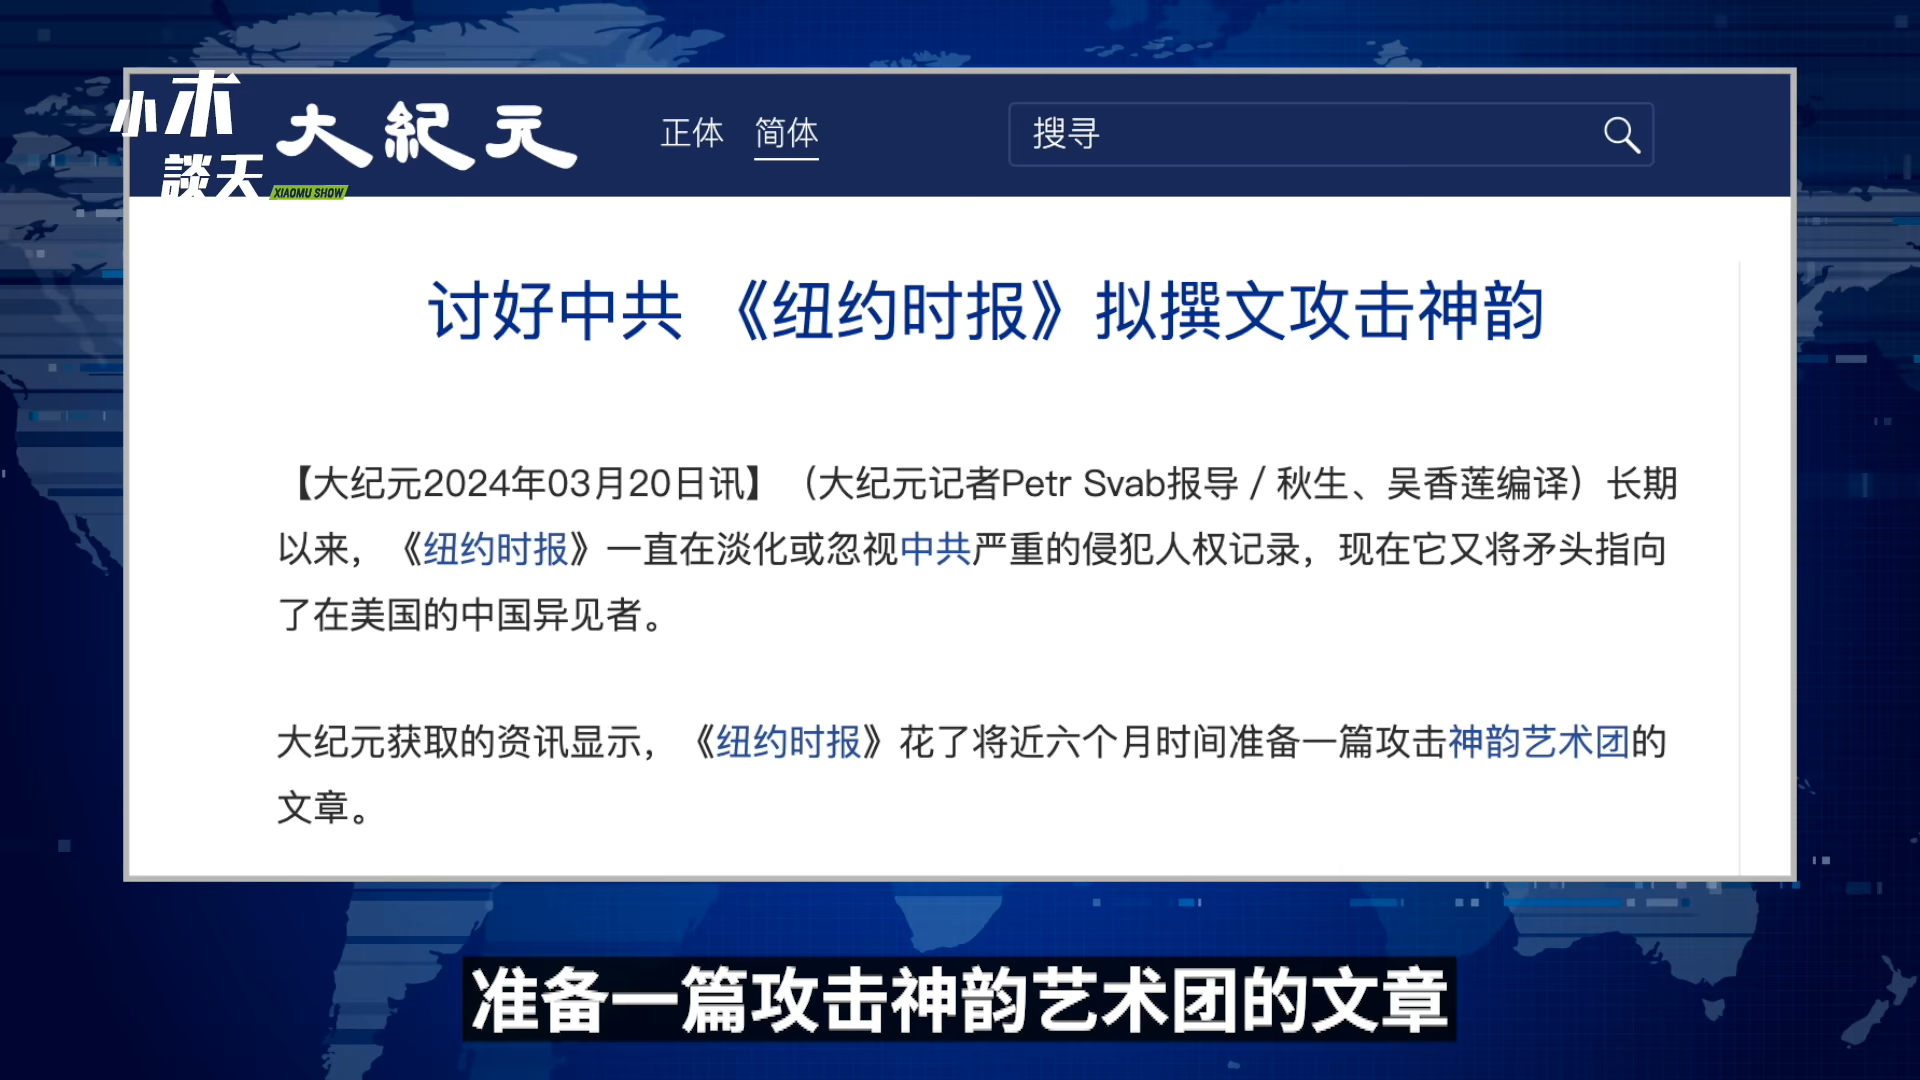 小木
談天
XIAOMU SHOW
大紀元
正体 简体
搜寻
讨好中共 《纽约时报》拟撰文攻击神韵
【大纪元2024年03月20日讯】（大纪元记者Petr Svab报导／秋生、吴香莲编译）长期
以来，《纽约时报》一直在淡化或忽视中共严重的侵犯人权记录，现在它又将矛头指向
了在美国的中国异见者。
大纪元获取的资讯显示，《纽约时报》花了将近六个月时间准备一篇攻击神韵艺术团的
文章。
准备一篇攻击神韵艺术团的文章